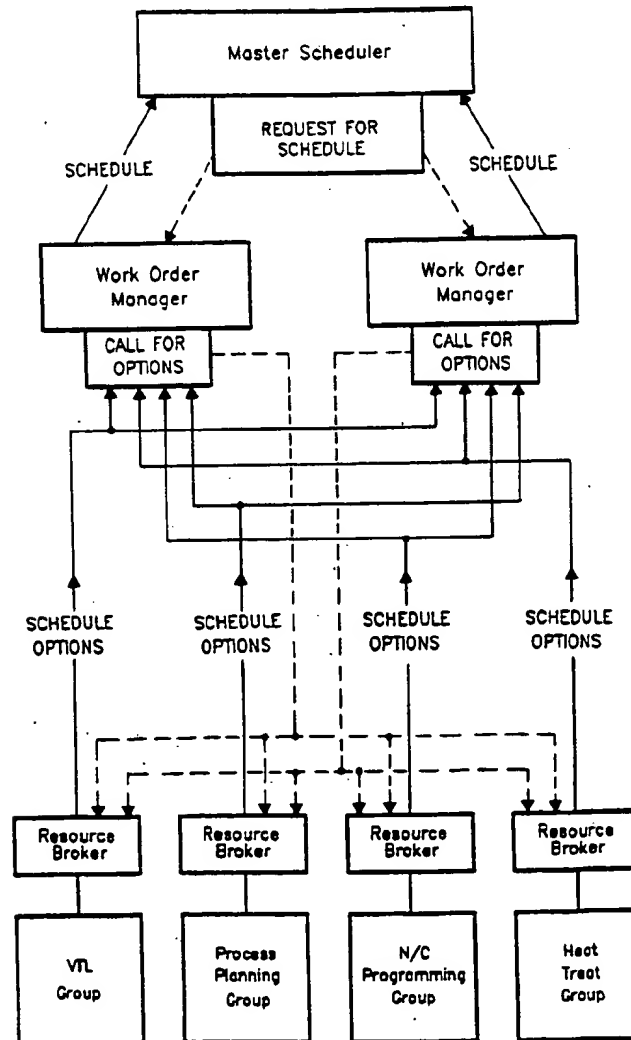 Master Scheduler
REQUEST FOR
SCHEDULE
SCHEDULE
SCHEDULE
Work Order
Manager
Work Order
Manager
CALL FOR
OPTIONS
CALL FOR
OPTIONS
SCHEDULE
OPTIONS
SCHEDULE
OPTIONS
SCHEDULE
OPTIONS
SCHEDULE
OPTIONS
Resource
Broker
Resource
Broker
Resource
Broker
Resource
Broker
VTL
Group
Process
Planning
Group
N/C
Programming
Group
Heat
Treat
Group